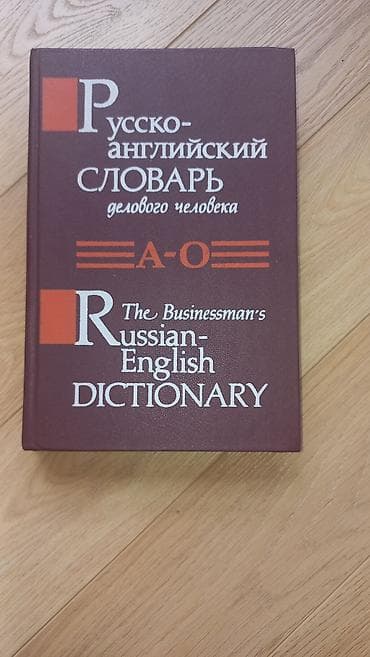 Русско-
английский
СЛОВАРЬ
делового человека
А-О
The Businessman's
Russian-
English
DICTIONARY